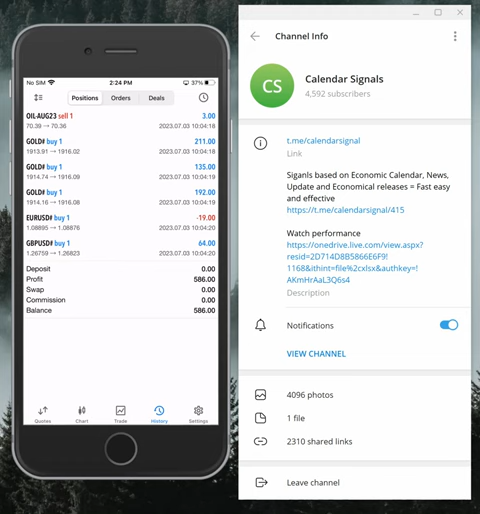 No SIM
2:24 PM
37%
Positions
Orders
Deals
OIL-AUG23 sell 1
3.00
70.39 → 70.36
2023.07.03 10:04:18
GOLD# buy 1
211.00
1913.91 → 1916.02
2023.07.03 10:04:18
GOLD# buy 1
135.00
1914.74 → 1916.09
2023.07.03 10:04:19
GOLD# buy 1
192.00
1914.16 → 1916.08
2023.07.03 10:04:19
EURUSD# buy 1
-19.00
1.08895 → 1.08876
2023.07.03 10:04:20
GBPUSD# buy 1
64.00
1.26759 → 1.26823
2023.07.03 10:04:20
Deposit
0.00
Profit
586.00
Swap
0.00
Commission
0.00
Balance
586.00
Quotes
Chart
Trade
History
Settings
Channel Info
CS
Calendar Signals
4,592 subscribers
t.me/calendarsignal
Link
Siganls based on Economic Calendar, News,
Update and Economical releases = Fast easy
and effective
https://t.me/calendarsignal/415
Watch performance
https://onedrive.live.com/view.aspx?
resid=2D714D8B5866E6F9!
1168&ithint=file%2cxlsx&authkey=!
AKmHrAaL3Q6s4
Description
Notifications
VIEW CHANNEL
4096 photos
1 file
2310 shared links
Leave channel